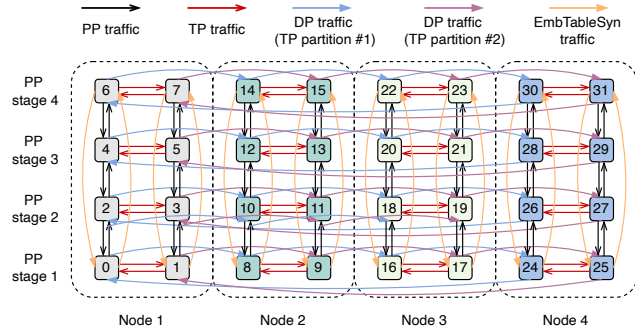 PP traffic
TP traffic
DP traffic
(TP partition #1)
DP traffic
(TP partition #2)
EmbTableSyn
traffic
PP
stage 4
6 7 14 15 22 23 30 31
PP
stage 3
4 5 12 13 20 21 28 29
PP
stage 2
2 3 10 11 18 19 26 27
PP
stage 1
0 1 8 9 16 17 24 25
Node 1 Node 2 Node 3 Node 4